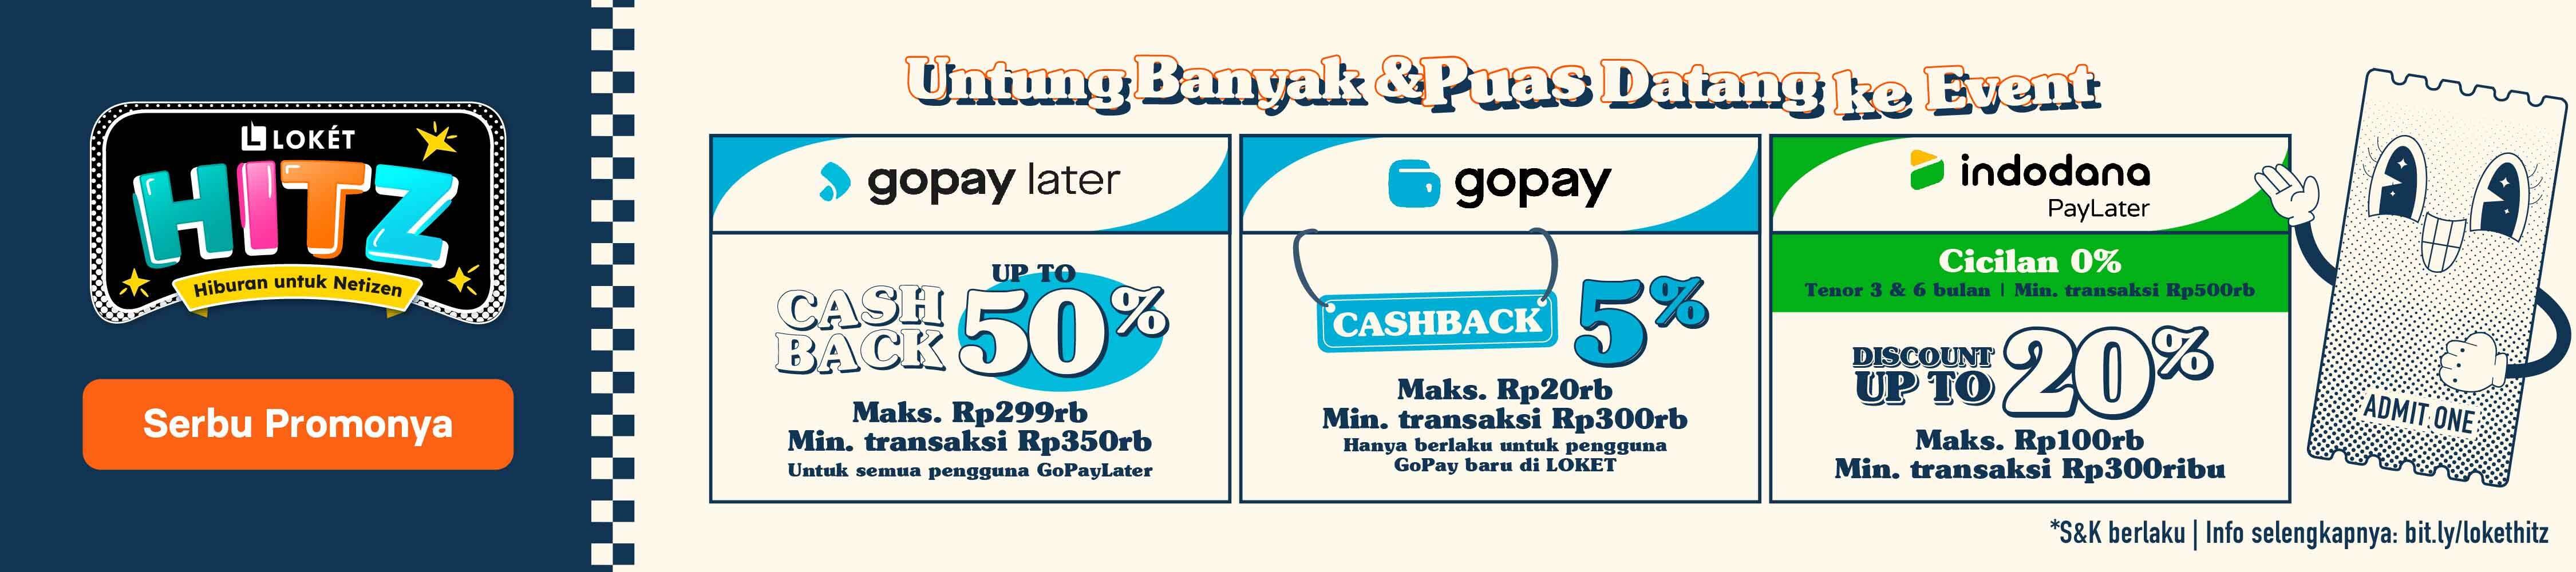 LOKÉT
HITZ
Hiburan untuk Netizen
Serbu Promonya
Untung Banyak & Puas Datang ke Event
gopay later
UP TO
CASH BACK 50%
Maks. Rp299rb
Min. transaksi Rp350rb
Untuk semua pengguna GoPayLater
gopay
CASHBACK 5%
Maks. Rp20rb
Min. transaksi Rp300rb
Hanya berlaku untuk pengguna
GoPay baru di LOKET
indodana
PayLater
Cicilan 0%
Tenor 3 & 6 bulan | Min. transaksi Rp500rb
DISCOUNT
UP TO 20%
Maks. Rp100rb
Min. transaksi Rp300ribu
ADMIT ONE
*S&K berlaku | Info selengkapnya: bit.ly/lokethitz